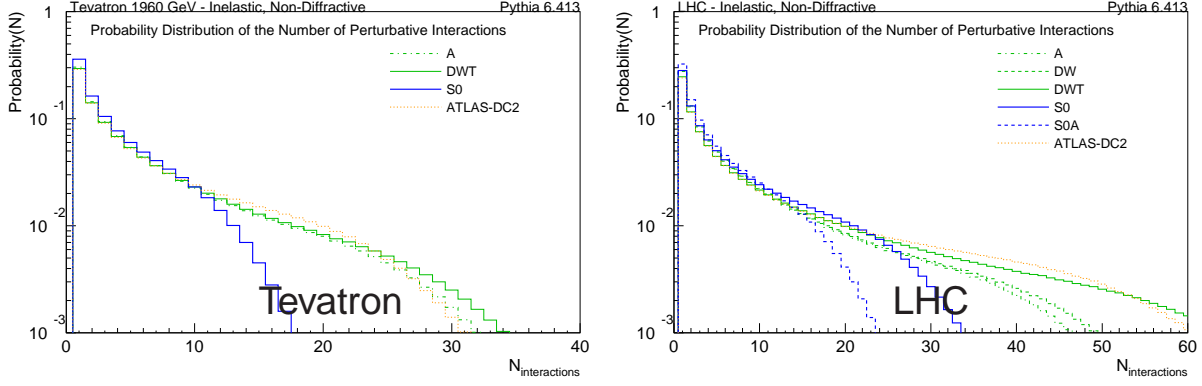 Tevatron 1960 GeV - Inelastic, Non-Diffractive Pythia 6.413
Probability Distribution of the Number of Perturbative Interactions
Probability(N)
A
DWT
S0
ATLAS-DC2
1
10 -1
10 -2
10 -3
Tevatron
0 10 20 30 40
Ninteractions
LHC - Inelastic, Non-Diffractive Pythia 6.413
Probability Distribution of the Number of Perturbative Interactions
Probability(N)
A
DW
DWT
S0
S0A
ATLAS-DC2
1
10 -1
10 -2
10 -3
LHC
0 10 20 30 40 50 60
Ninteractions